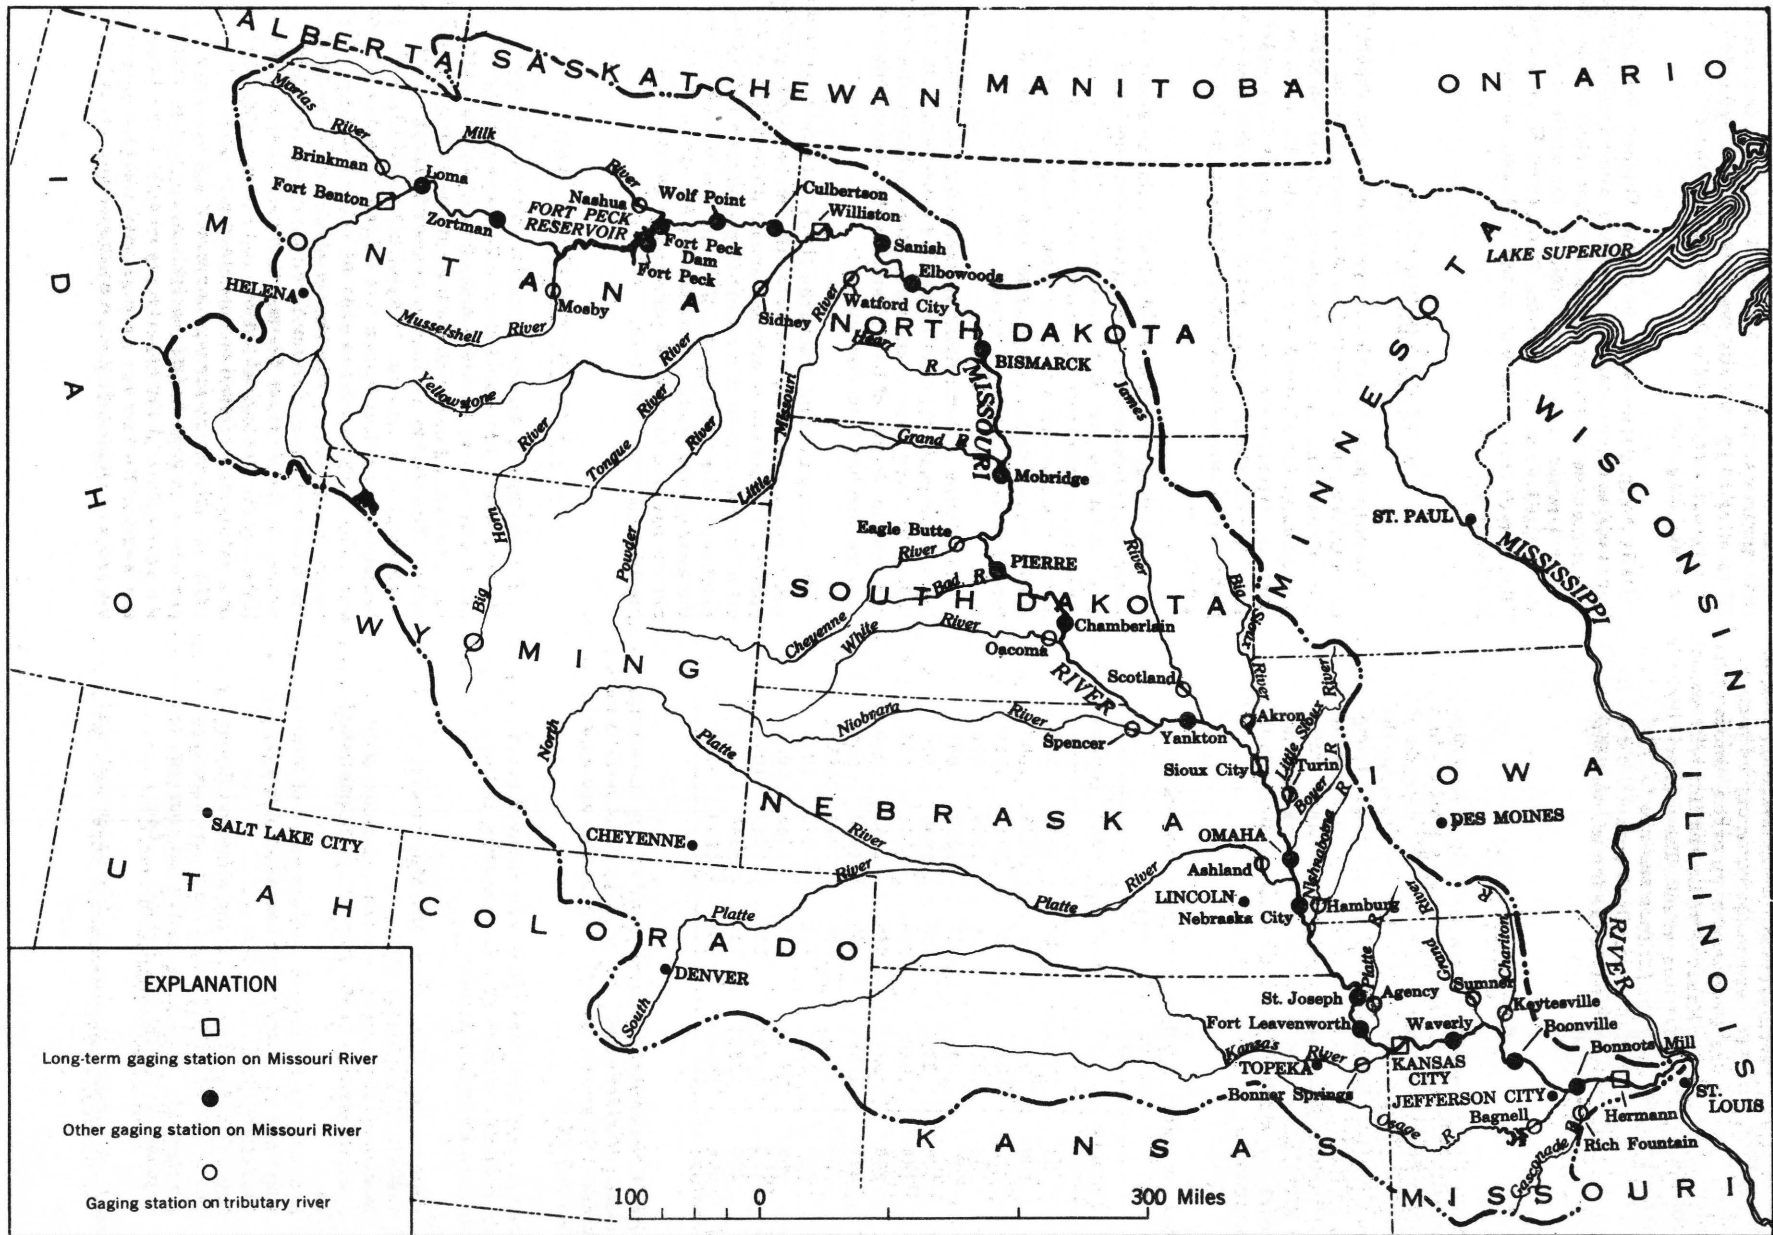 ALBERTA
SASKATCHEWAN
MANITOBA
ONTARIO
Marias
River
Milk
River
Brinkman
Loma
Fort Benton
Nashua
Wolf Point
Culbertson
Williston
FORT PECK
RESERVOIR
Zortman
Fort Peck
Dam
Fort Peck
Sanish
Elbowoods
IDAHO
MONTANA
HELENA
Mosby
Musselshell River
Sidney
Watford City
NORTH DAKOTA
LAKE SUPERIOR
MINNESOTA
WISCONSIN
Heart
R
BISMARCK
MISSOURI
James
River
Yellowstone
River
River
River
River
Tongue
Missouri
River
Little
Grand R
Mobridge
Horn
Big
Powder
Eagle Butte
River
PIERRE
Bad R
ST. PAUL
MISSISSIPPI
SOUTH DAKOTA
Cheyenne
White
River
Chamberlain
Oacoma
Big
Sioux
River
WYOMING
RIVER
Scotland
Little Sioux
River
North
Platte
Niobrara
River
Spencer
Yankton
Akron
Sioux City
Turin
Boyer
R
NEBRASKA
IOWA
ILLINOIS
SALT LAKE CITY
CHEYENNE
River
River
OMAHA
DES MOINES
Ashland
Nishnabotna
R
UTAH
COLORADO
Platte
Platte
River
LINCOLN
Nebraska City
Hamburg
River
R
RIVER
DENVER
South
Platte
R
Grand
Chariton
St. Joseph
Agency
Sumner
Keytesville
Fort Leavenworth
Waverly
Boonville
Kansas
River
TOPEKA
KANSAS
CITY
Bonnots Mill
Bonner Springs
JEFFERSON CITY
ST.
LOUIS
Osage
R
Bagnell
Hermann
Gasconade R
Rich Fountain
KANSAS
MISSOURI
EXPLANATION
Long-term gaging station on Missouri River
Other gaging station on Missouri River
Gaging station on tributary river
100 0 300 Miles